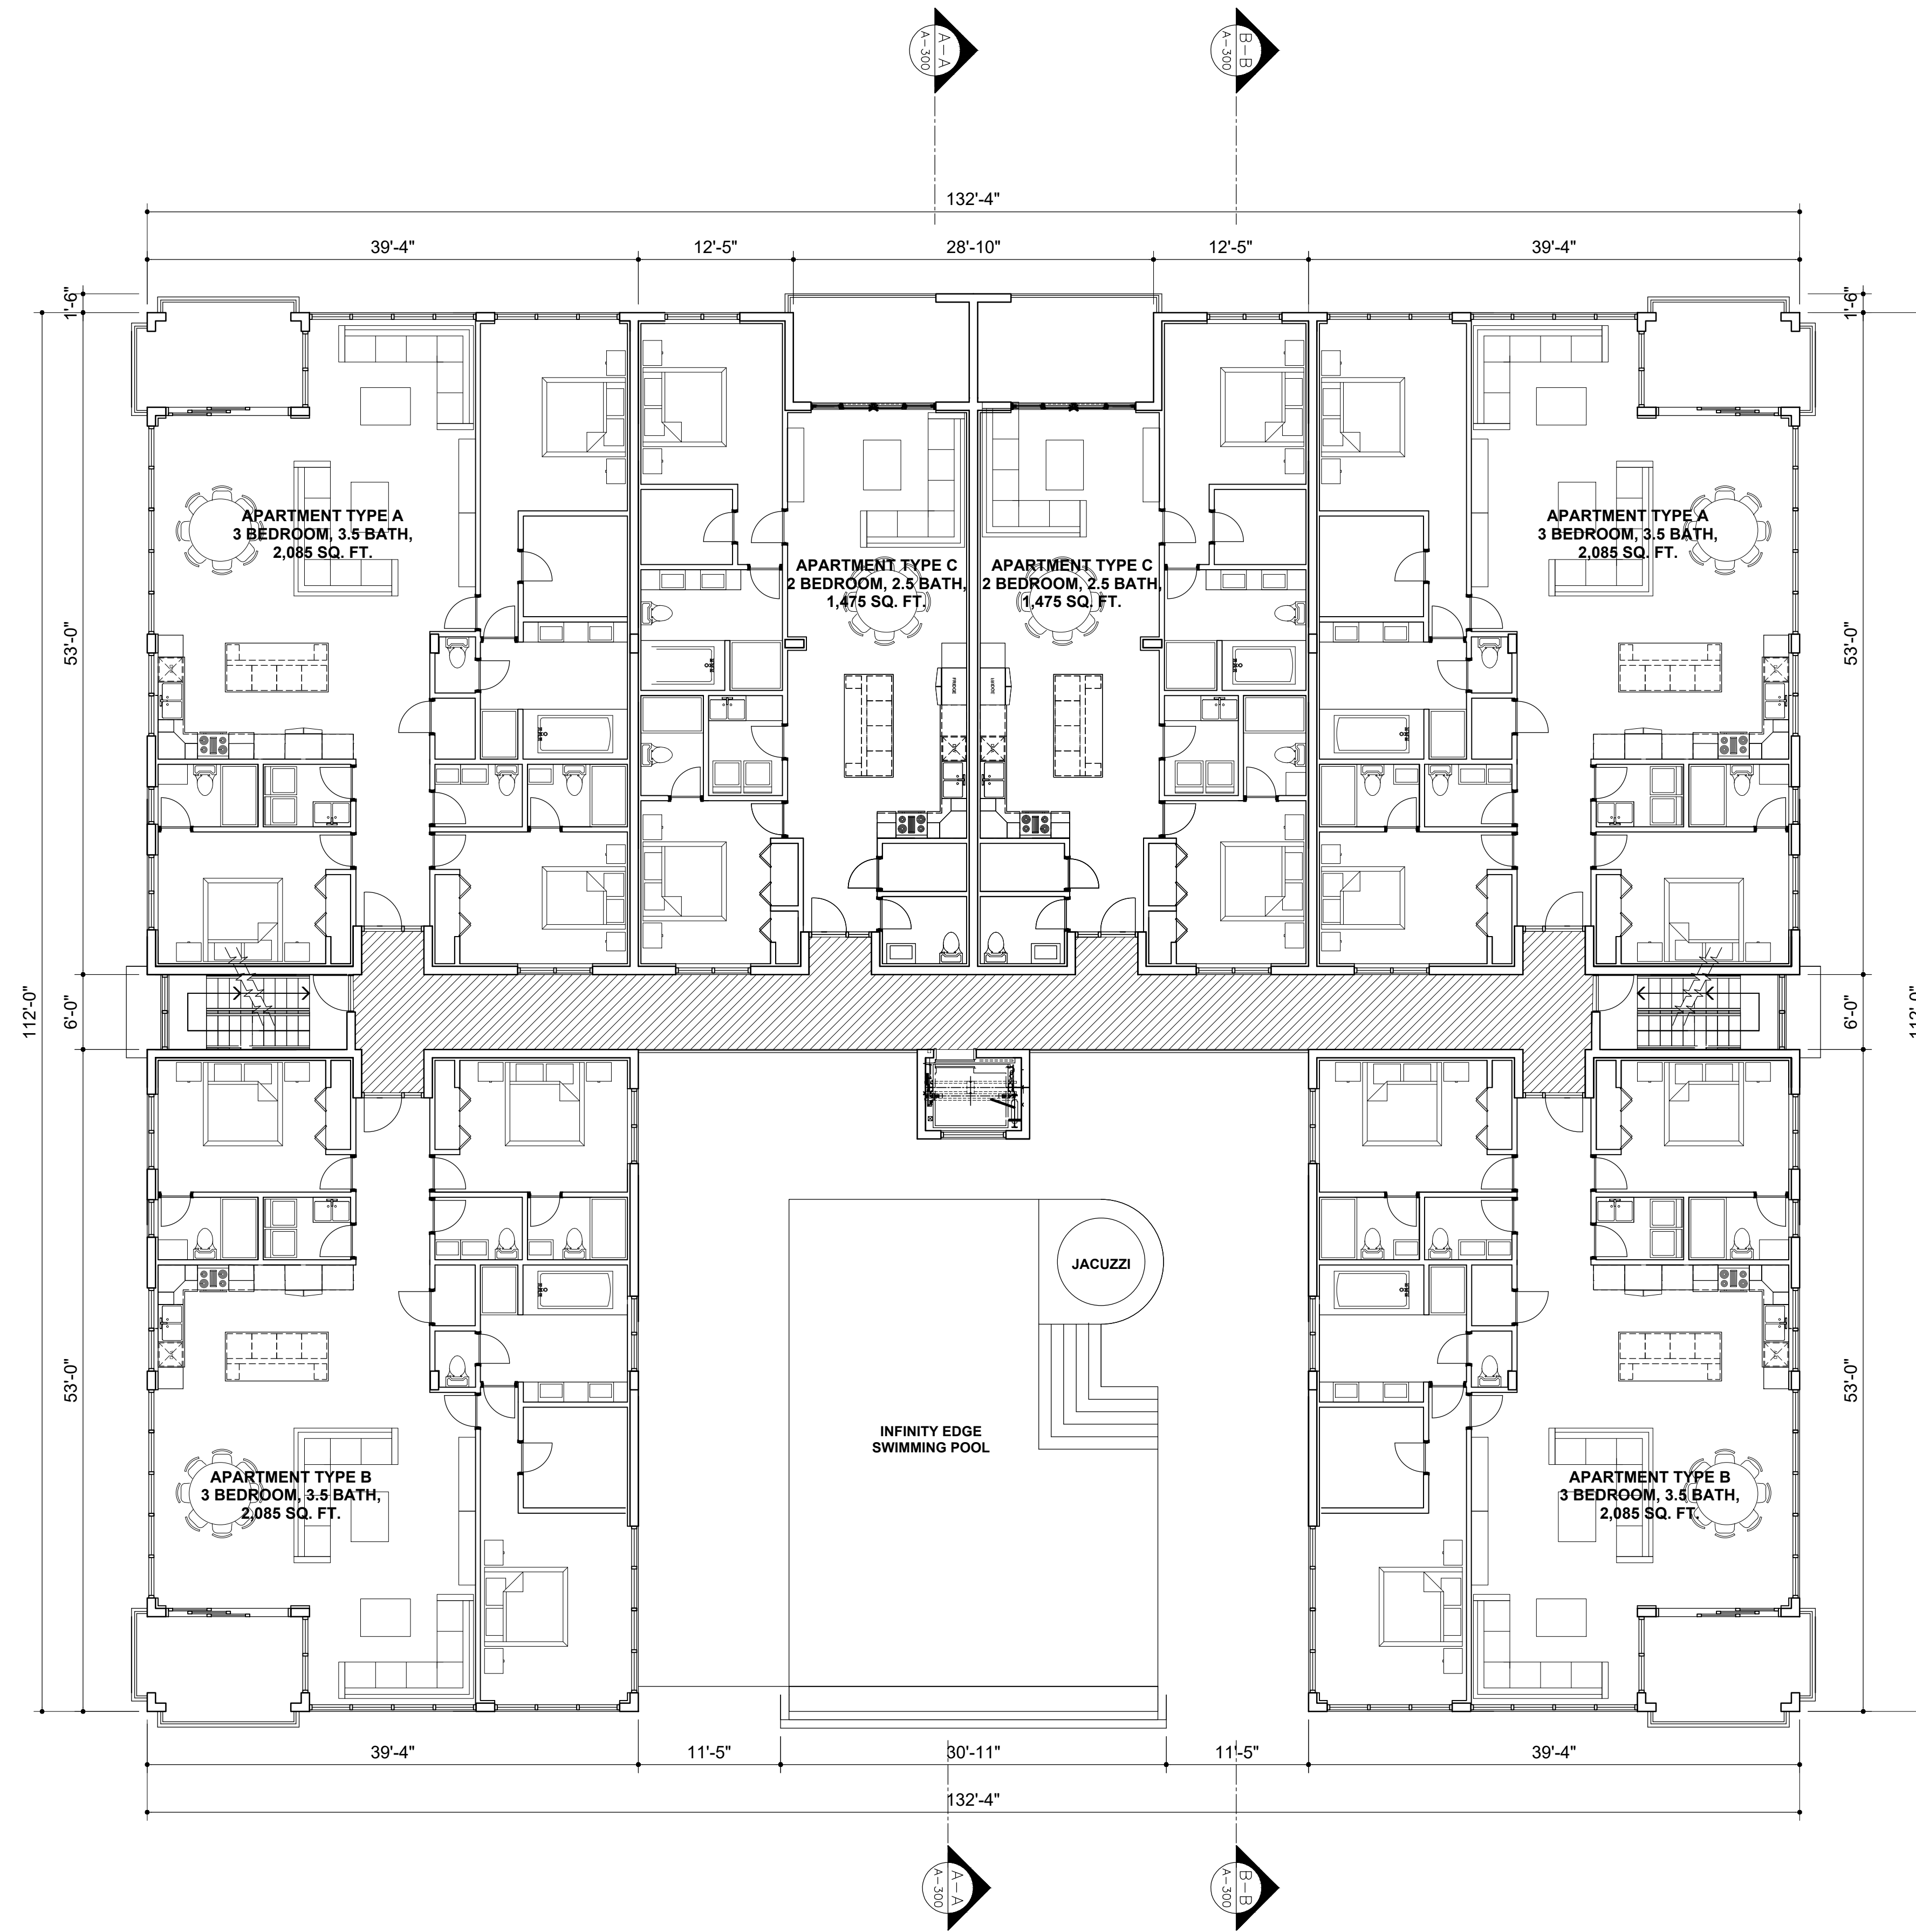 A-A
A-300
B-B
A-300
132'-4"
39'-4"
12'-5"
28'-10"
12'-5"
39'-4"
1'-6"
1'-6"
APARTMENT TYPE A
3 BEDROOM, 3.5 BATH,
2,085 SQ. FT.
APARTMENT TYPE A
3 BEDROOM, 3.5 BATH,
2,085 SQ. FT.
APARTMENT TYPE C
2 BEDROOM, 2.5 BATH,
1,475 SQ. FT.
APARTMENT TYPE C
2 BEDROOM, 2.5 BATH,
1,475 SQ. FT.
53'-0"
53'-0"
FRIDGE
FRIDGE
112'-0"
6'-0"
6'-0"
112'-0"
JACUZZI
53'-0"
53'-0"
INFINITY EDGE
SWIMMING POOL
APARTMENT TYPE B
3 BEDROOM, 3.5 BATH,
2,085 SQ. FT.
APARTMENT TYPE B
3 BEDROOM, 3.5 BATH,
2,085 SQ. FT.
39'-4"
11'-5"
30'-11"
11'-5"
39'-4"
132'-4"
A-A
A-300
B-B
A-300